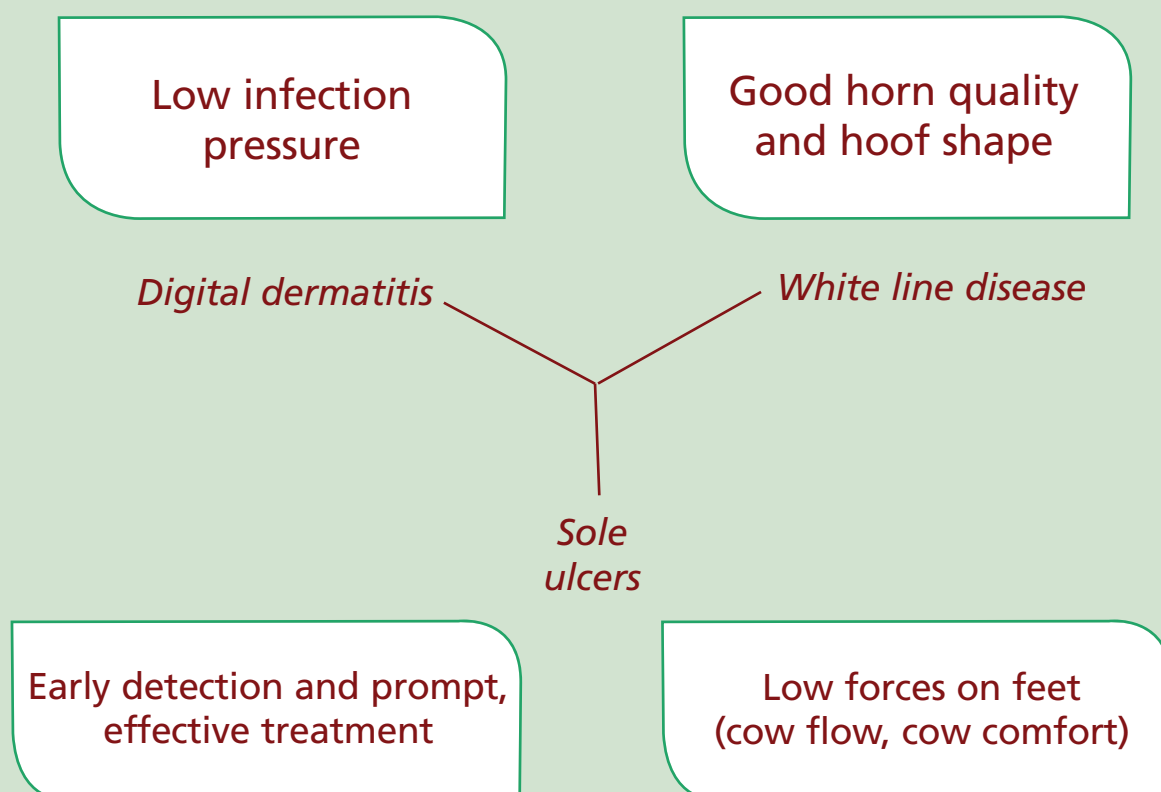 Low infection
pressure
Good horn quality
and hoof shape
Digital dermatitis
White line disease
Sole
ulcers
Early detection and prompt,
effective treatment
Low forces on feet
(cow flow, cow comfort)